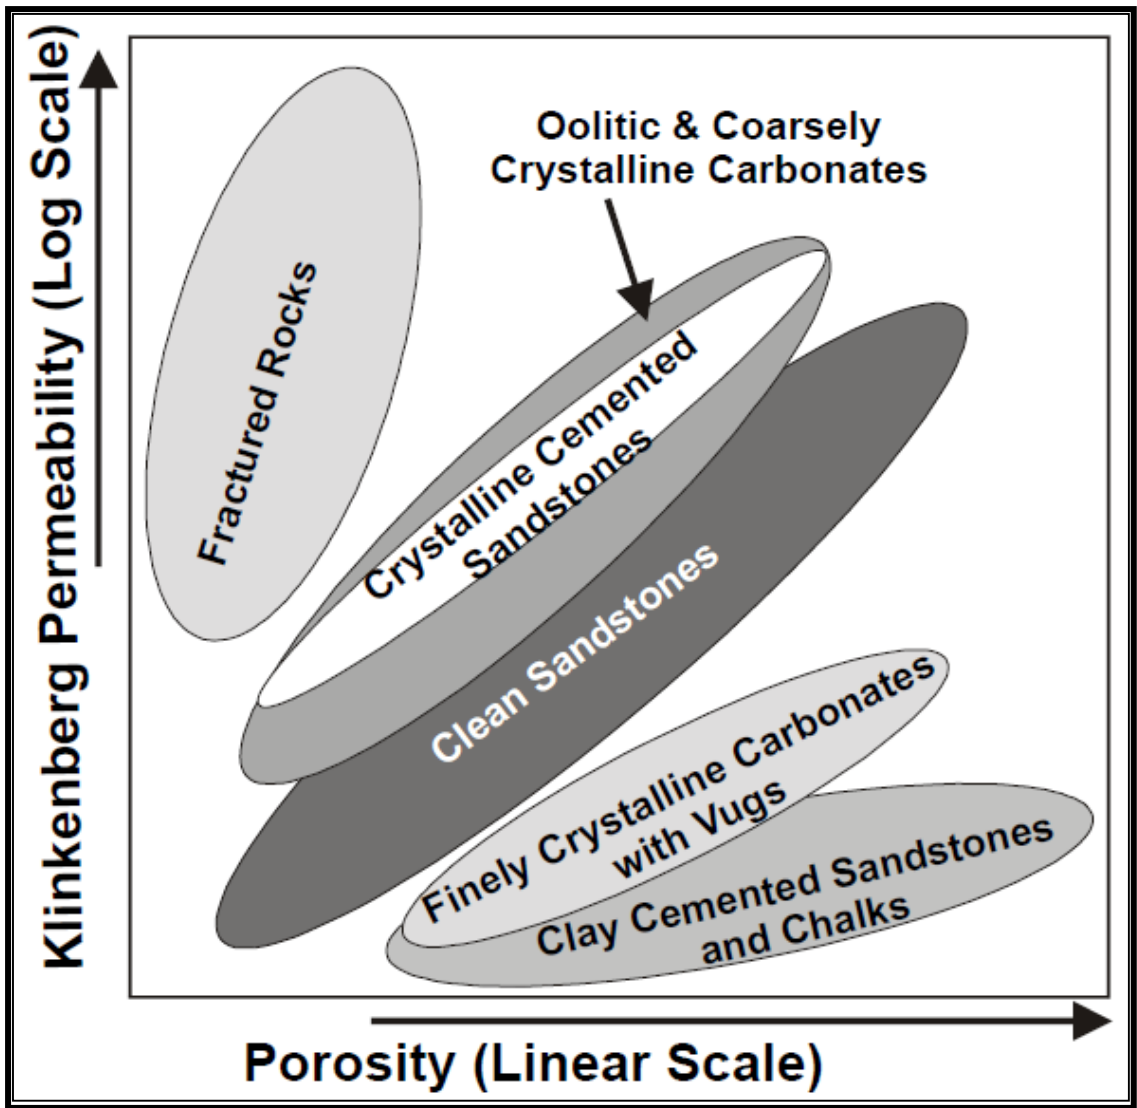 Klinkenberg Permeability (Log Scale)
Oolitic & Coarsely
Crystalline Carbonates
Fractured Rocks
Crystalline Cemented
Sandstones
Clean Sandstones
Finely Crystalline Carbonates
with Vugs
Clay Cemented Sandstones
and Chalks
Porosity (Linear Scale)